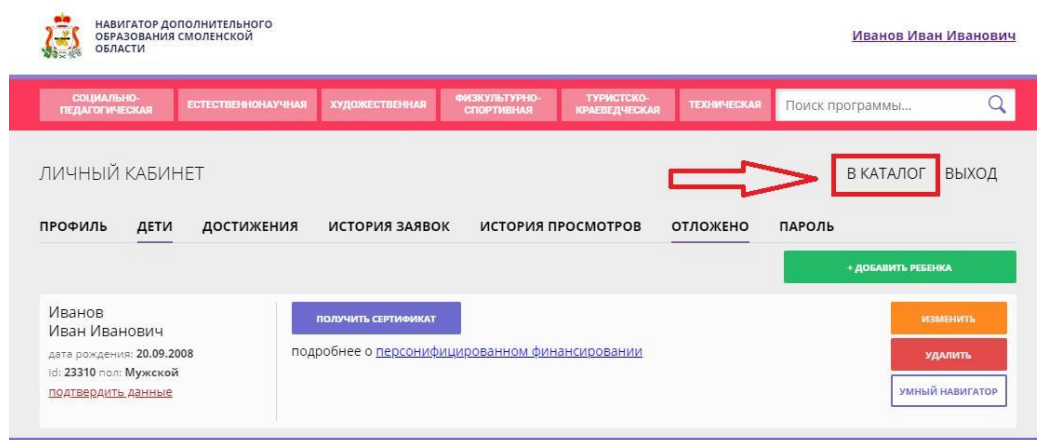 НАВИГАТОР ДОПОЛНИТЕЛЬНОГО
ОБРАЗОВАНИЯ СМОЛЕНСКОЙ
ОБЛАСТИ
Иванов Иван Иванович
СОЦИАЛЬНО-
ПЕДАГОГИЧЕСКАЯ
ЕСТЕСТВЕННОНАУЧНАЯ
ХУДОЖЕСТВЕННАЯ
ФИЗКУЛЬТУРНО-
СПОРТИВНАЯ
ТУРИСТСКО-
КРАЕВЕДЧЕСКАЯ
ТЕХНИЧЕСКАЯ
Поиск программы...
ЛИЧНЫЙ КАБИНЕТ
В КАТАЛОГ ВЫХОД
ПРОФИЛЬ ДЕТИ ДОСТИЖЕНИЯ ИСТОРИЯ ЗАЯВОК ИСТОРИЯ ПРОСМОТРОВ ОТЛОЖЕНО ПАРОЛЬ
+ ДОБАВИТЬ РЕБЕНКА
Иванов
Иван Иванович
дата рождения: 20.09.2008
id: 23310 пол: Мужской
подтвердить данные
ПОЛУЧИТЬ СЕРТИФИКАТ
подробнее о персонифицированном финансировании
ИЗМЕНИТЬ
УДАЛИТЬ
УМНЫЙ НАВИГАТОР